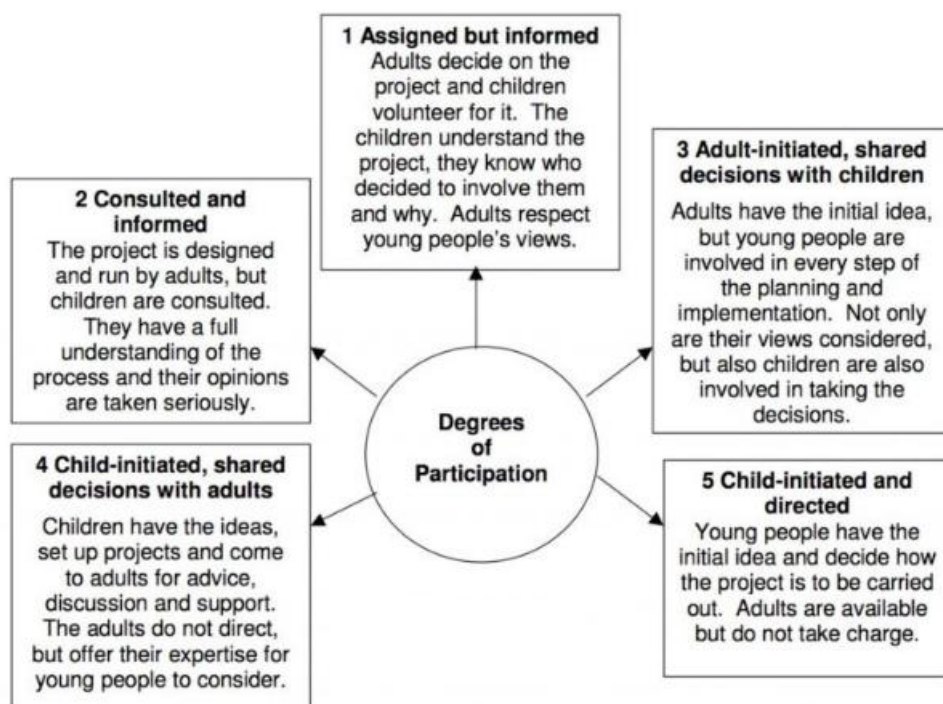 1 Assigned but informed
Adults decide on the
project and children
volunteer for it. The
children understand the
project, they know who
decided to involve them
and why. Adults respect
young people's views.
2 Consulted and
informed
The project is designed
and run by adults, but
children are consulted.
They have a full
understanding of the
process and their opinions
are taken seriously.
3 Adult-initiated, shared
decisions with children
Adults have the initial idea,
but young people are
involved in every step of
the planning and
implementation. Not only
are their views considered,
but also children are also
involved in taking the
decisions.
Degrees
of
Participation
4 Child-initiated, shared
decisions with adults
Children have the ideas,
set up projects and come
to adults for advice,
discussion and support.
The adults do not direct,
but offer their expertise for
young people to consider.
5 Child-initiated and
directed
Young people have the
initial idea and decide how
the project is to be carried
out. Adults are available
but do not take charge.